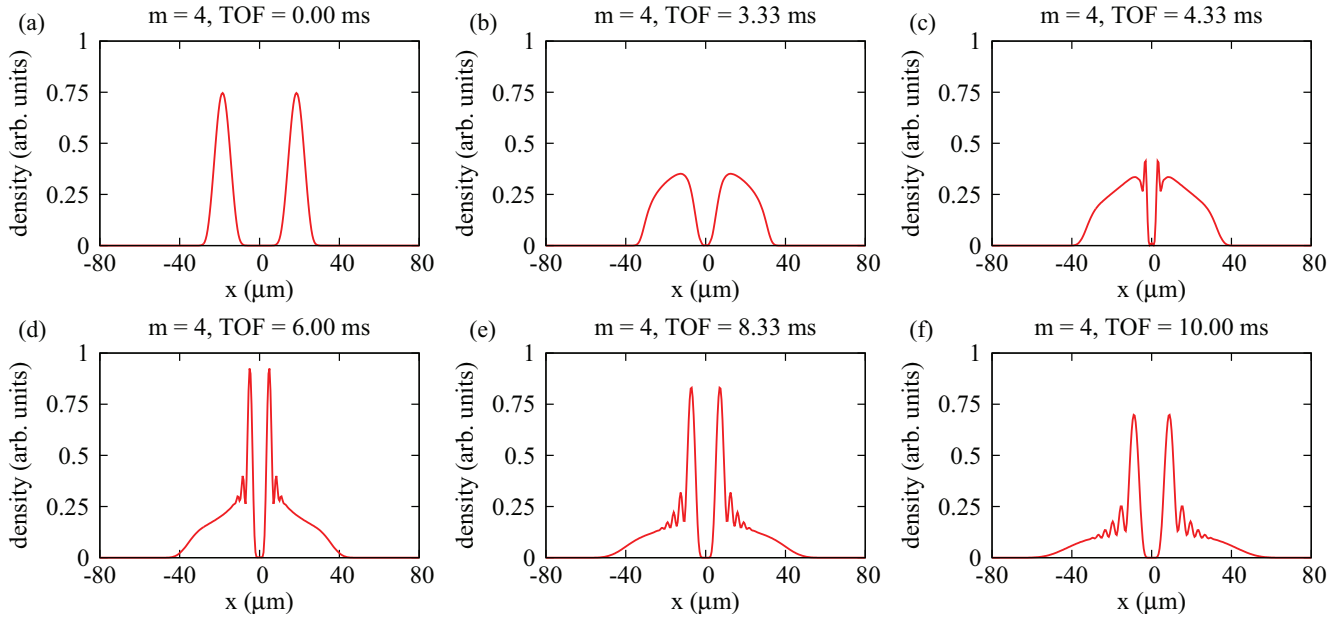 (a) m = 4, TOF = 0.00 ms
density (arb. units)
1
0.75
0.5
0.25
0
-80 -40 0 40 80
x (μm)
(b) m = 4, TOF = 3.33 ms
density (arb. units)
1
0.75
0.5
0.25
0
-80 -40 0 40 80
x (μm)
(c) m = 4, TOF = 4.33 ms
density (arb. units)
1
0.75
0.5
0.25
0
-80 -40 0 40 80
x (μm)
(d) m = 4, TOF = 6.00 ms
density (arb. units)
1
0.75
0.5
0.25
0
-80 -40 0 40 80
x (μm)
(e) m = 4, TOF = 8.33 ms
density (arb. units)
1
0.75
0.5
0.25
0
-80 -40 0 40 80
x (μm)
(f) m = 4, TOF = 10.00 ms
density (arb. units)
1
0.75
0.5
0.25
0
-80 -40 0 40 80
x (μm)